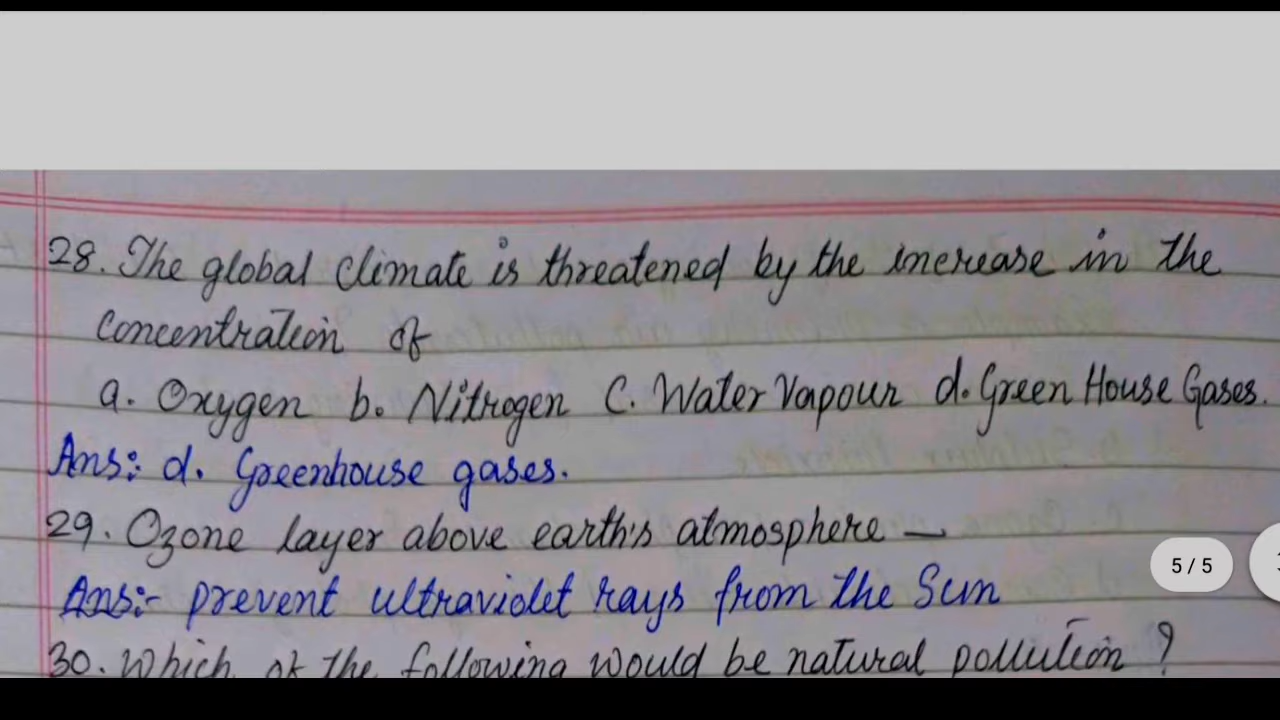 28. The global climate is threatened by the increase in the
concentration of
a. Oxygen b. Nitrogen C. Water Vapour d. Green House Gases.
Ans: d. Greenhouse gases.
29. Ozone layer above earth's atmosphere —
5 / 5
Ans:- prevent ultraviolet rays from the Sun
30. Which of the following would be natural pollution ?